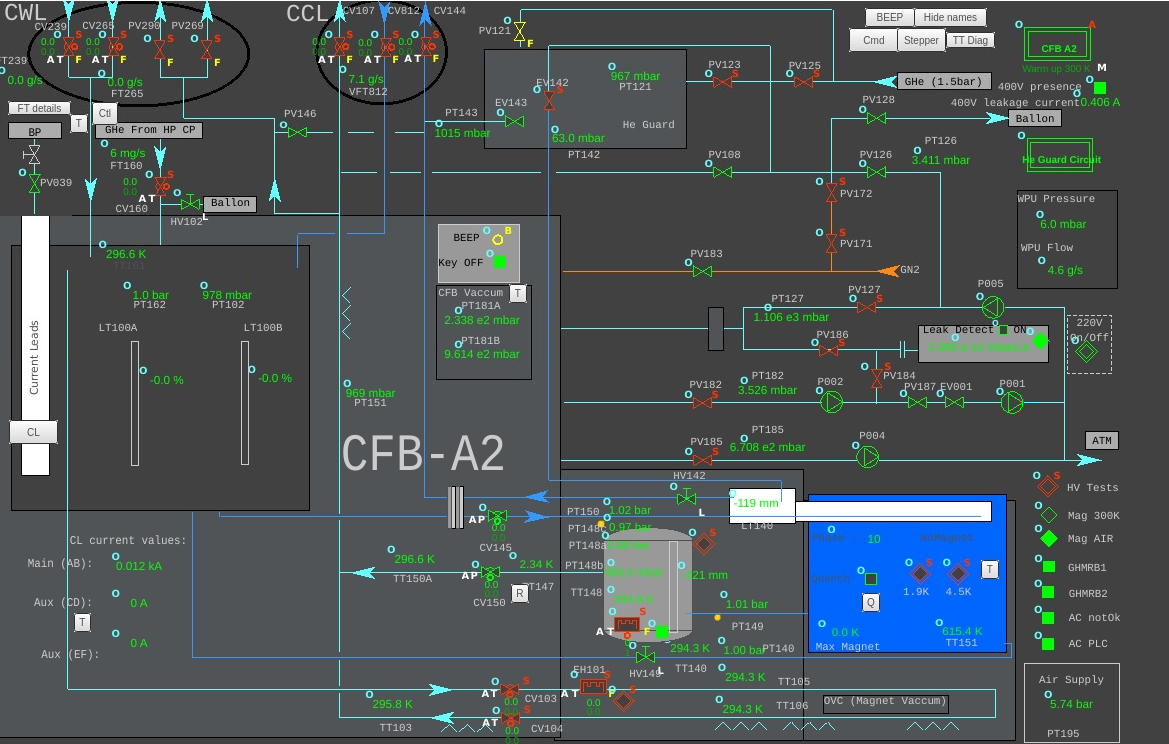 CWL
CCL
CV239
CV265
PV290
PV269
CV107
CV812
CV144
FT239
0.0 g/s
0.0 g/s
FT265
7.1 g/s
VFT812
PV121
EV142
967 mbar
PT121
PV123
PV125
GHe (1.5bar)
BEEP
Hide names
Cmd
Stepper
TT Diag
CFB A2
Warm up 300 K
400V presence
400V leakage current
0.406 A
FT details
T
Ctl
BP
GHe From HP CP
PV146
PT143
1015 mbar
EV143
63.0 mbar
He Guard
PT142
PV128
Ballon
PV126
PT126
3.411 mbar
He Guard Circuit
PV108
6 mg/s
FT160
PV039
CV160
HV102
L
Ballon
PV172
PV171
PV183
GN2
WPU Pressure
6.0 mbar
WPU Flow
4.6 g/s
296.6 K
TT161
1.0 bar
PT162
978 mbar
PT102
LT100A
LT100B
-0.0 %
-0.0 %
Current Leads
CL
BEEP
Key OFF
CFB Vaccum
T
PT181A
2.338 e2 mbar
PT181B
9.614 e2 mbar
969 mbar
PT151
PT127
1.106 e3 mbar
PV127
P005
PV186
Leak Detect
ON
220V
On/Off
PV184
PV182
PT182
3.526 mbar
P002
PV187
EV001
P001
PV185
PT185
6.708 e2 mbar
P004
ATM
CFB-A2
HV142
L
-119 mm
LT140
AP
CV145
PT150
1.02 bar
0.97 bar
PT148a
PT148b
296.6 K
TT150A
AP
CV150
2.34 K
TT147
R
TT148
321 mm
1.01 bar
PT149
294.3 K
1.00 bar
PT140
HV149
L
TT140
294.3 K
TT105
EH101
294.3 K
TT106
Phase :
10
NoMagnet
Quench
Q
1.9K
4.5K
T
0.0 K
Max Magnet
615.4 K
TT151
CL current values:
Main (AB):
0.012 kA
Aux (CD):
0 A
T
0 A
Aux (EF):
295.8 K
TT103
AT
CV103
AT
CV104
OVC (Magnet Vaccum)
HV Tests
Mag 300K
Mag AIR
GHMRB1
GHMRB2
AC notOk
AC PLC
Air Supply
5.74 bar
PT195